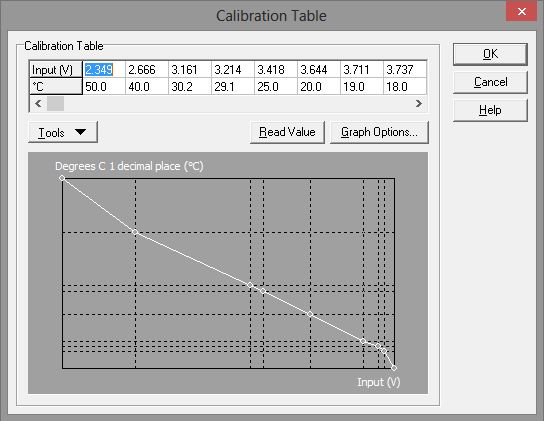 Calibration Table
Calibration Table
Input (V) 2.349 2.666 3.161 3.214 3.418 3.644 3.711 3.737
°C 50.0 40.0 30.2 29.1 25.0 20.0 19.0 18.0
OK
Cancel
Help
Tools
Read Value
Graph Options...
Degrees C 1 decimal place (°C)
Input (V)